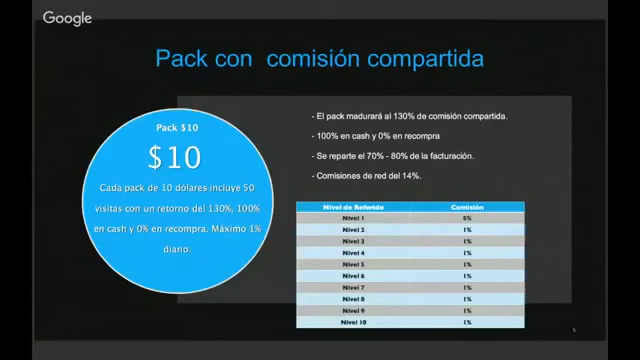 Google
Pack con comisión compartida
Pack $10
$10
Cada pack de 10 dólares incluye 50
visitas con un retorno del 130%, 100%
en cash y 0% en recompra. Máximo 1%
diario.
- El pack madurará al 130% de comisión compartida.
- 100% en cash y 0% en recompra
- Se reparte el 70% - 80% de la facturación.
- Comisiones de red del 14%.
Nivel de Referido Comisión
Nivel 1 5%
Nivel 2 1%
Nivel 3 1%
Nivel 4 1%
Nivel 5 1%
Nivel 6 1%
Nivel 7 1%
Nivel 8 1%
Nivel 9 1%
Nivel 10 1%